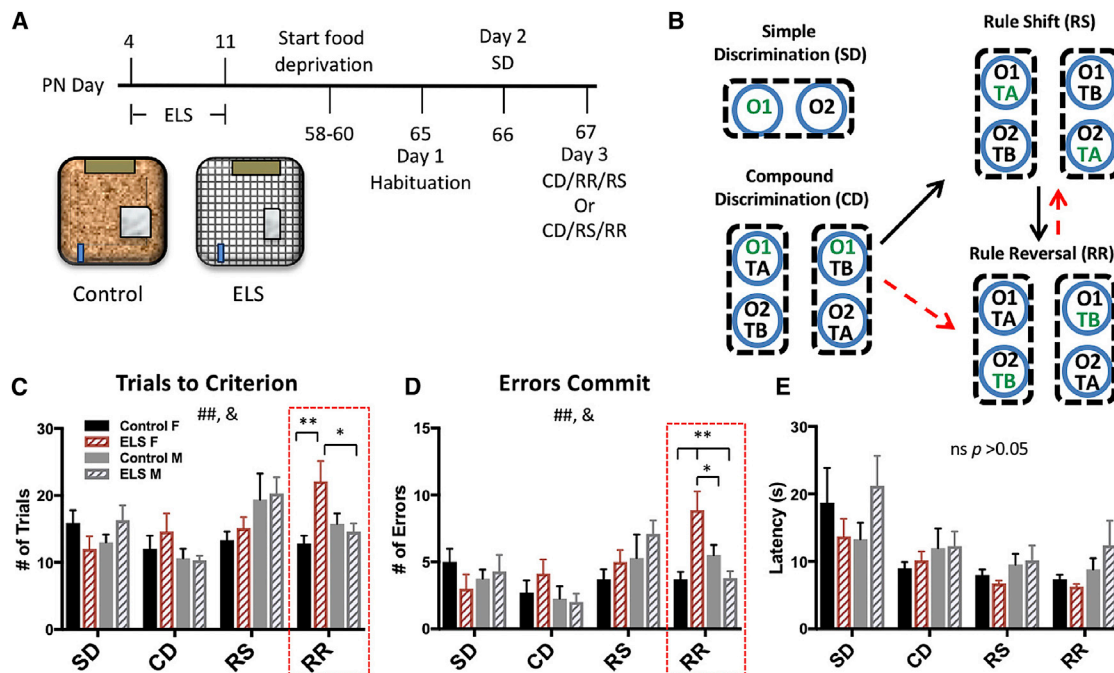 A
4
11
Start food
deprivation
Day 2
SD
PN Day
ELS
58-60
65
66
67
Day 1
Habituation
Day 3
CD/RR/RS
Or
CD/RS/RR
Control
ELS
B
Simple
Discrimination (SD)
O1
O2
Compound
Discrimination (CD)
O1
TA
O2
TB
O1
TB
O2
TA
Rule Shift (RS)
O1
TA
O2
TB
O1
TB
O2
TA
Rule Reversal (RR)
O1
TA
O2
TB
O1
TB
O2
TA
C
Trials to Criterion
##, &
Control F
ELS F
Control M
ELS M
**
*
# of Trials
30
20
10
0
SD
CD
RS
RR
D
Errors Commit
##, &
**
*
# of Errors
15
10
5
0
SD
CD
RS
RR
E
ns p >0.05
Latency (s)
30
20
10
0
SD
CD
RS
RR